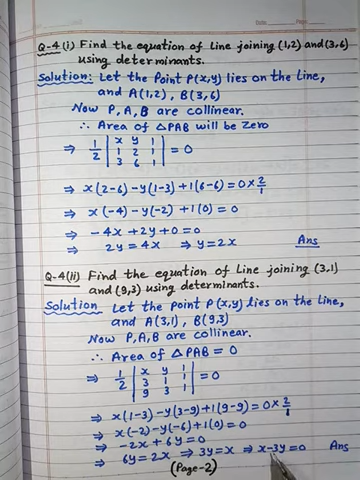 Date
Page
Q-4(i) Find the equation of Line joining (1,2) and (3,6)
using determinants.
Solution: Let the Point P(x,y) lies on the Line,
and A(1,2), B(3,6)
Now P, A, B are collinear.
∴ Area of △PAB will be Zero
⇒ 1/2 | x y 1 |
| 1 2 1 | = 0
| 3 6 1 |
⇒ x(2-6)-y(1-3)+1(6-6)=0×2/1
⇒ x(-4)-y(-2)+1(0)=0
⇒ -4x+2y+0=0
⇒ 2y=4x ⇒ y=2x Ans
Q-4(ii) Find the equation of Line joining (3,1)
and (9,3) using determinants.
Solution Let the Point P(x,y) lies on the Line,
and A(3,1), B(9,3)
Now P, A, B are collinear.
∴ Area of △PAB = 0
⇒ 1/2 | x y 1 |
| 3 1 1 | = 0
| 9 3 1 |
⇒ x(1-3)-y(3-9)+1(9-9)=0×2/1
⇒ x(-2)-y(-6)+1(0)=0
⇒ -2x+6y=0
⇒ 6y=2x ⇒ 3y=x ⇒ x-3y=0 Ans
(Page-2)